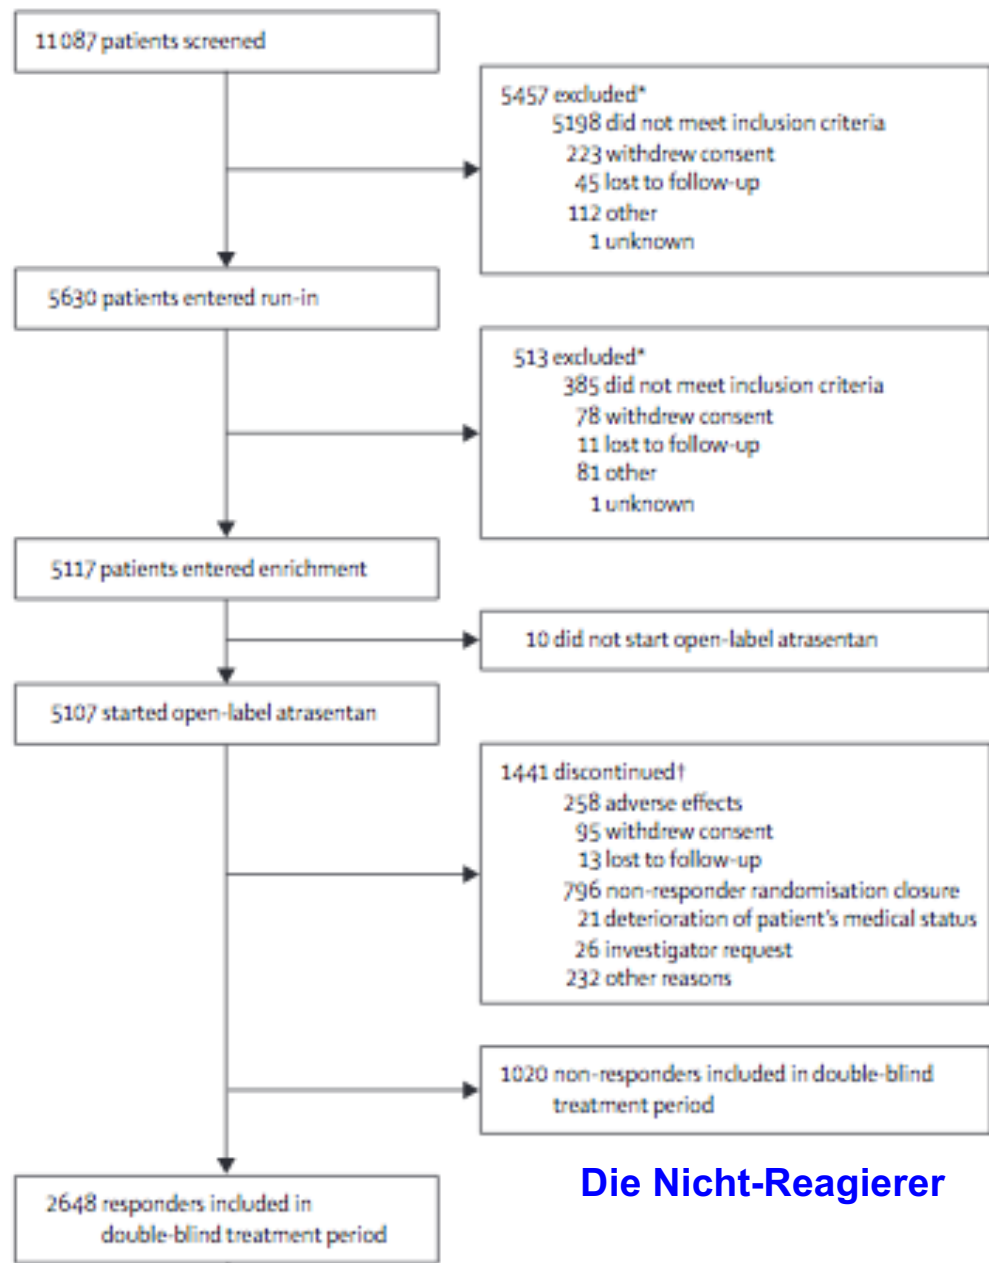 11087 patients screened
5457 excluded*
5198 did not meet inclusion criteria
223 withdrew consent
45 lost to follow-up
112 other
1 unknown
5630 patients entered run-in
513 excluded*
385 did not meet inclusion criteria
78 withdrew consent
11 lost to follow-up
81 other
1 unknown
5117 patients entered enrichment
10 did not start open-label atrasentan
5107 started open-label atrasentan
1441 discontinued†
258 adverse effects
95 withdrew consent
13 lost to follow-up
796 non-responder randomisation closure
21 deterioration of patient's medical status
26 investigator request
232 other reasons
1020 non-responders included in double-blind
treatment period
Die Nicht-Reagierer
2648 responders included in
double-blind treatment period